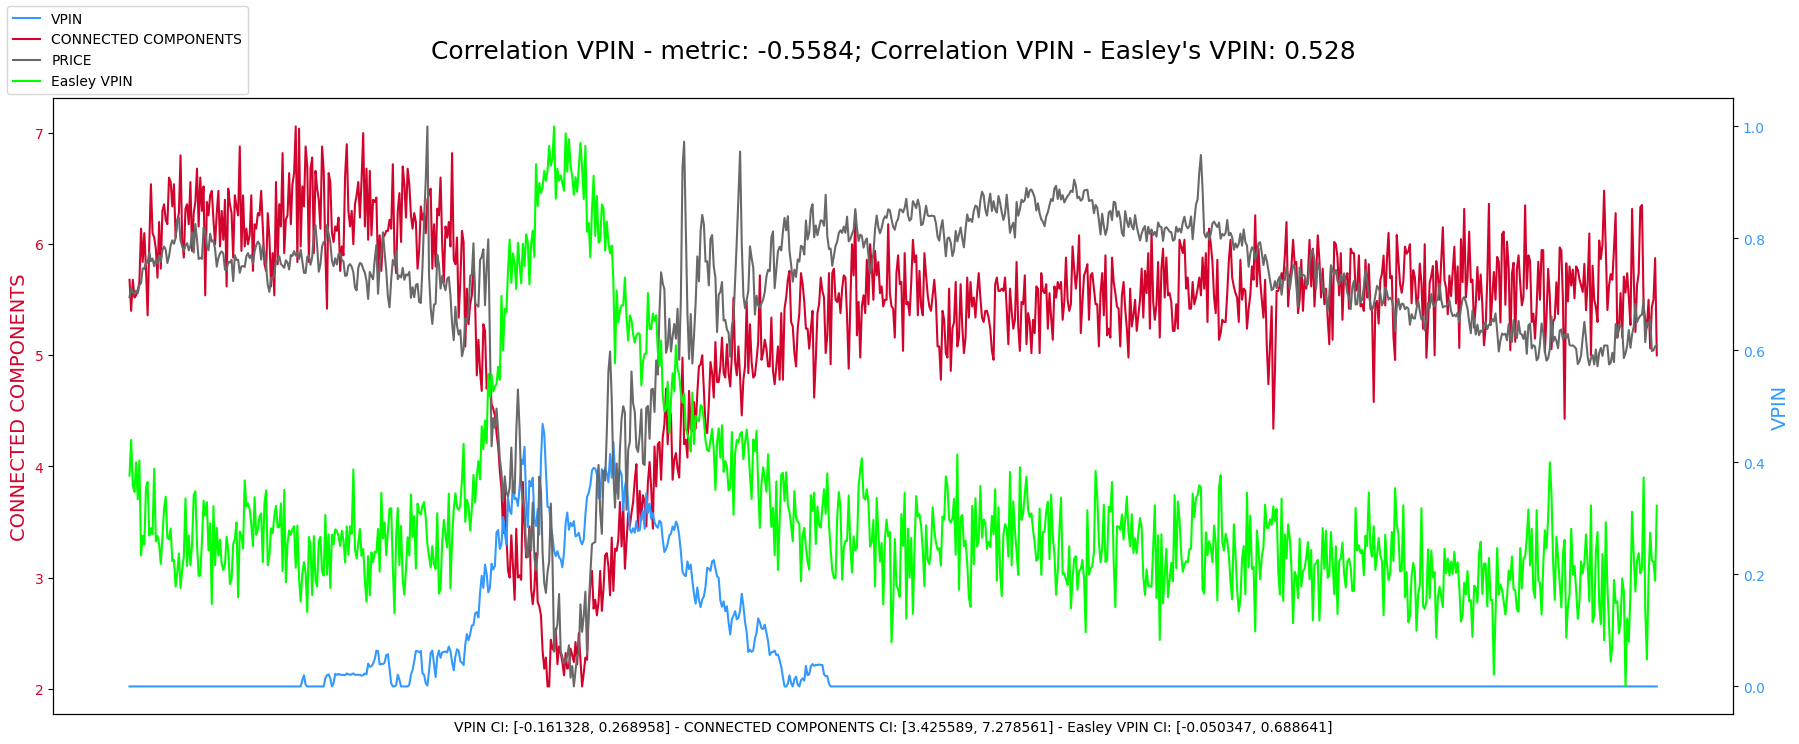 VPIN
CONNECTED COMPONENTS
PRICE
Easley VPIN
Correlation VPIN - metric: -0.5584; Correlation VPIN - Easley's VPIN: 0.528
CONNECTED COMPONENTS
7
6
5
4
3
2
1.0
0.8
0.6
0.4
0.2
0.0
VPIN
VPIN CI: [-0.161328, 0.268958] - CONNECTED COMPONENTS CI: [3.425589, 7.278561] - Easley VPIN CI: [-0.050347, 0.688641]